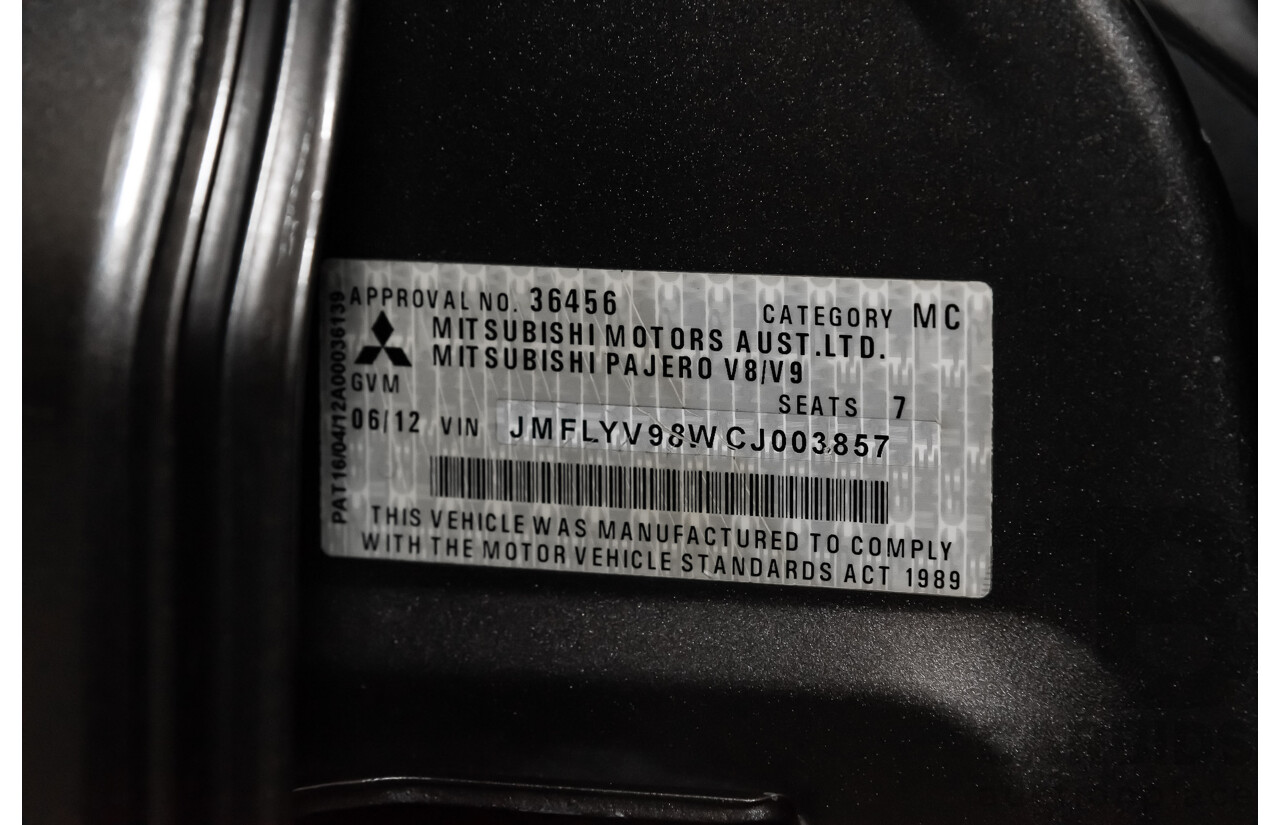 APPROVAL NO. 36456 CATEGORY MC
MITSUBISHI MOTORS AUST.LTD.
MITSUBISHI PAJERO V8/V9
GVM SEATS 7
06/12 VIN JMFLYV98WCJ003857
THIS VEHICLE WAS MANUFACTURED TO COMPLY
WITH THE MOTOR VEHICLE STANDARDS ACT 1989
PAT16/04/12A00036139